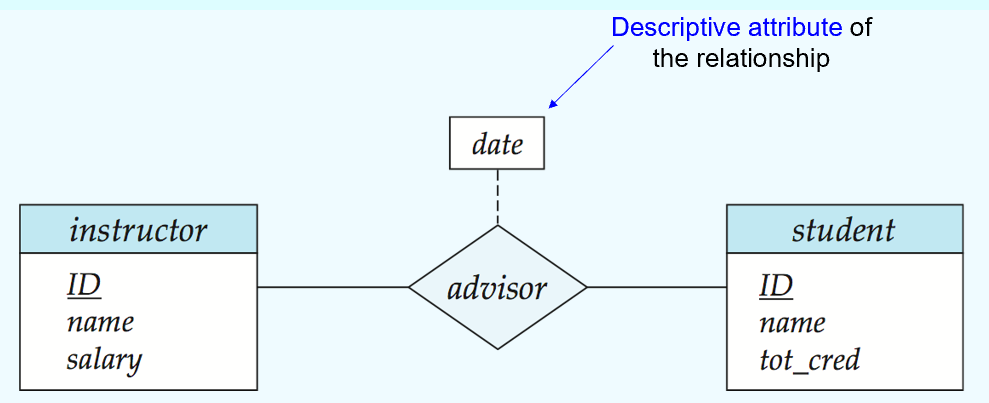 Descriptive attribute of
the relationship
date
instructor
ID
name
salary
advisor
student
ID
name
tot_cred